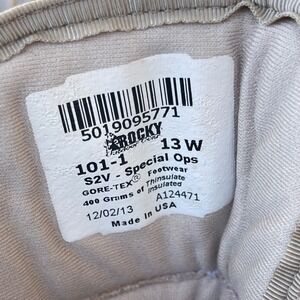 5019095771
ROCKY
101-1 13 W
S2V - Special Ops
GORE-TEX® Footwear
400 Grams of Thinsulate
Insulated
12/02/13 A124471
Made In USA